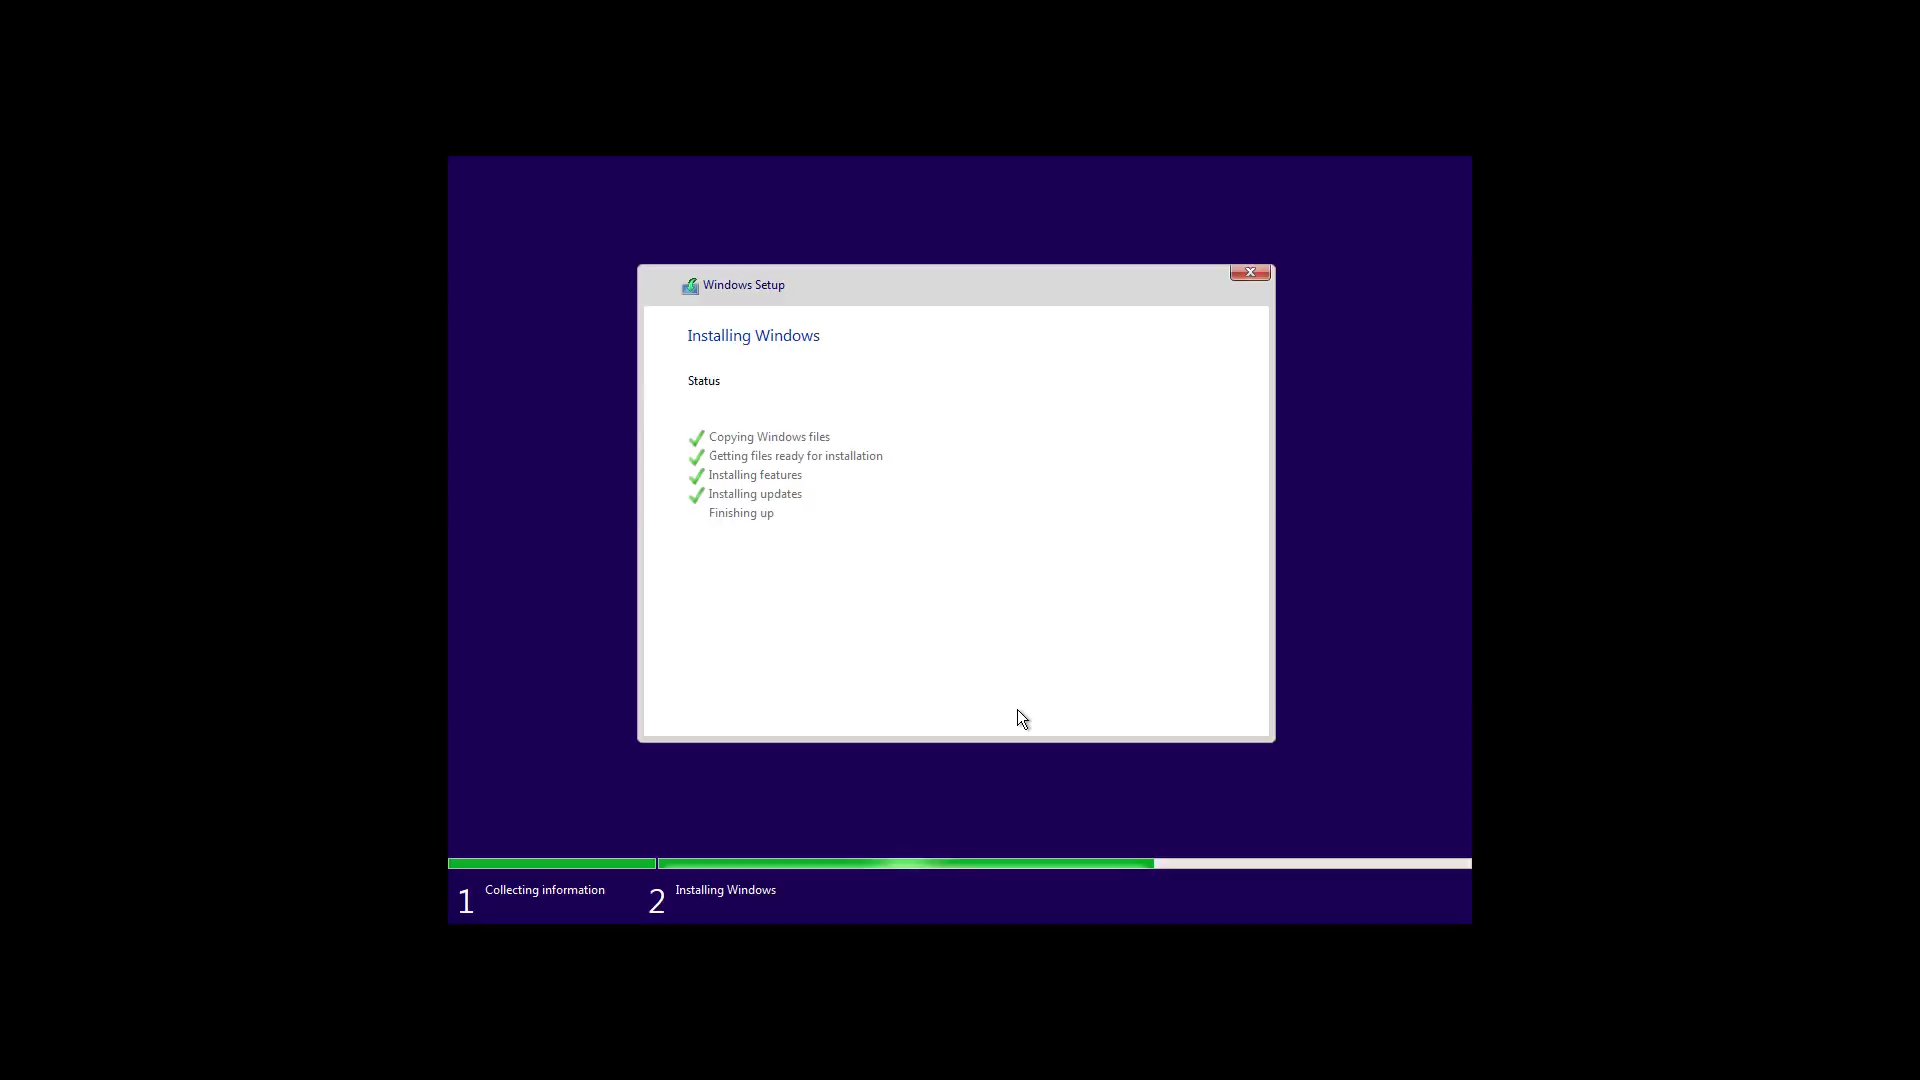 Windows Setup
Installing Windows
Status
Copying Windows files
Getting files ready for installation
Installing features
Installing updates
Finishing up
1 Collecting information
2 Installing Windows